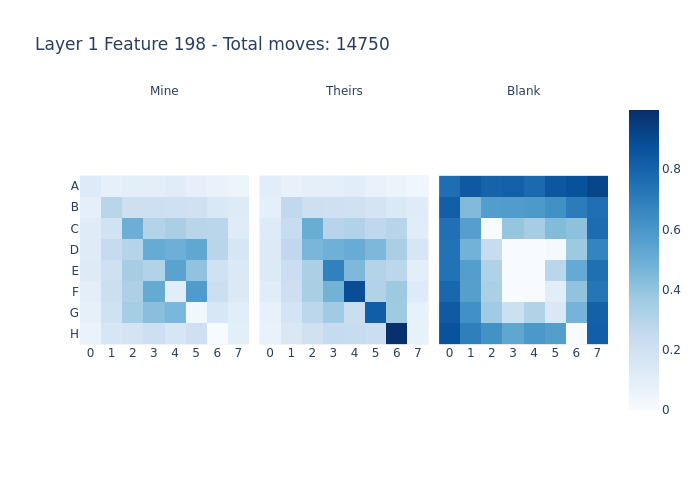 Layer 1 Feature 198 - Total moves: 14750
Mine Theirs Blank
A
B
C
D
E
F
G
H
0 1 2 3 4 5 6 7 0 1 2 3 4 5 6 7 0 1 2 3 4 5 6 7
0.8
0.6
0.4
0.2
0